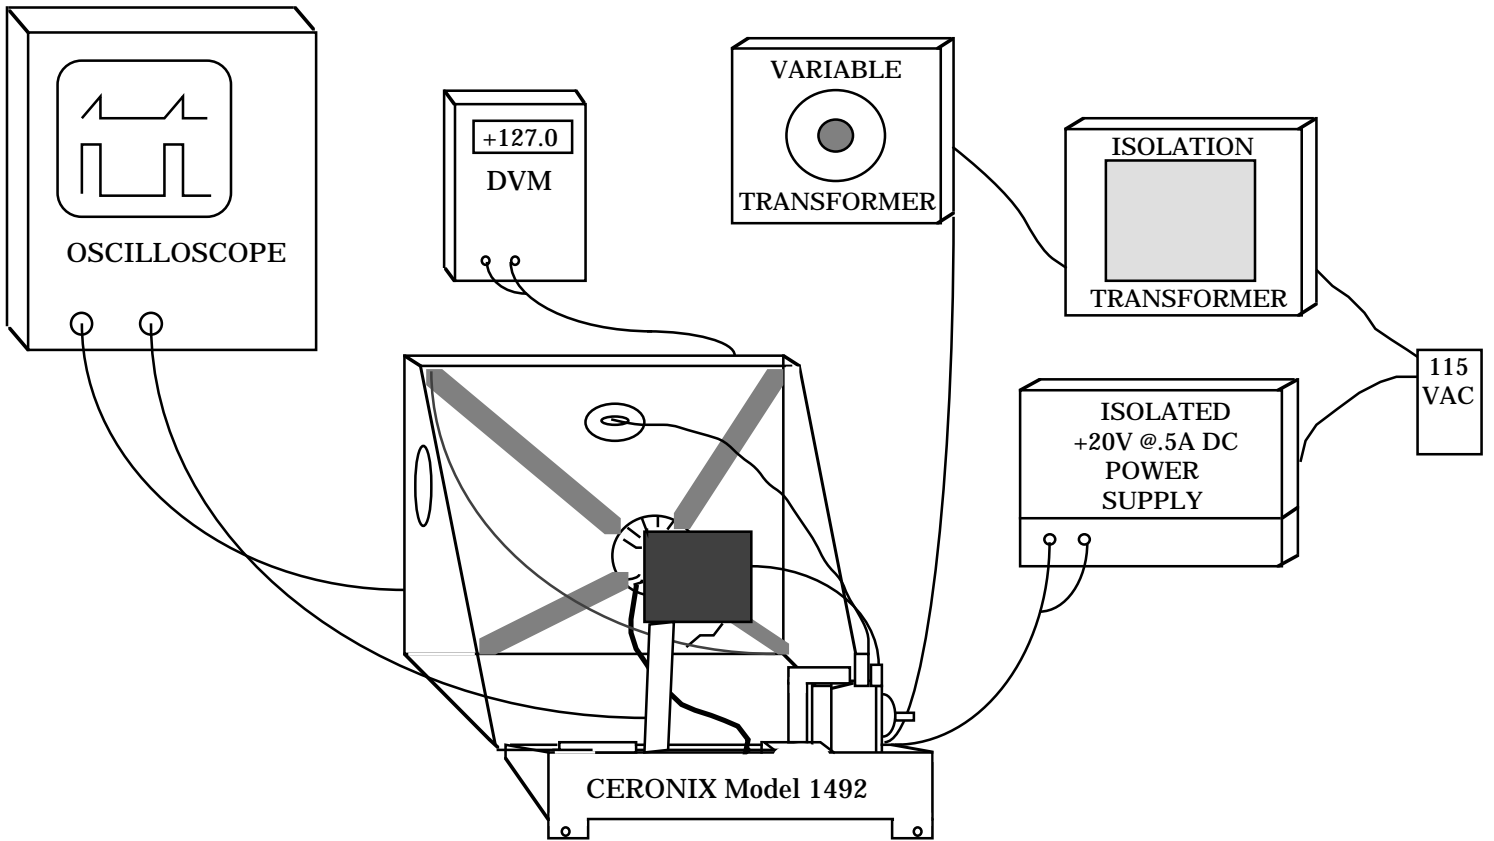 VARIABLE
TRANSFORMER
+127.0
DVM
ISOLATION
TRANSFORMER
OSCILLOSCOPE
115
VAC
ISOLATED
+20V @.5A DC
POWER
SUPPLY
CERONIX Model 1492